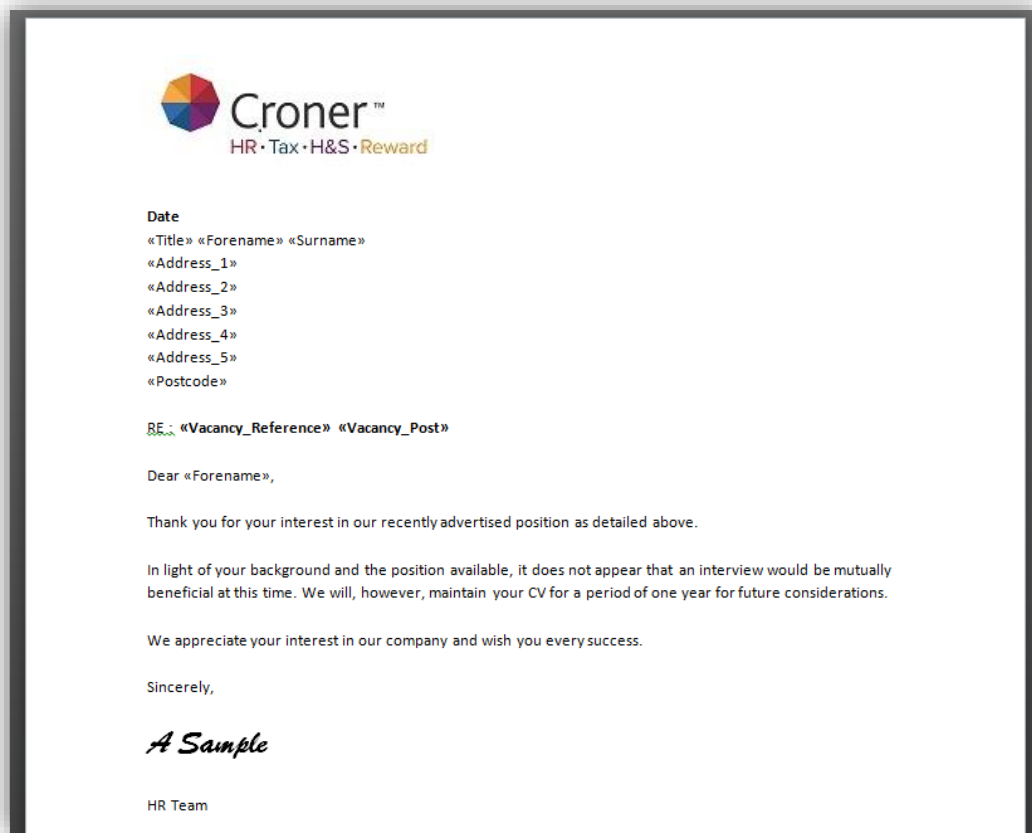 Croner™
HR·Tax·H&S·Reward
Date
«Title» «Forename» «Surname»
«Address_1»
«Address_2»
«Address_3»
«Address_4»
«Address_5»
«Postcode»
RE : «Vacancy_Reference» «Vacancy_Post»
Dear «Forename»,
Thank you for your interest in our recently advertised position as detailed above.
In light of your background and the position available, it does not appear that an interview would be mutually
beneficial at this time. We will, however, maintain your CV for a period of one year for future considerations.
We appreciate your interest in our company and wish you every success.
Sincerely,
A Sample
HR Team